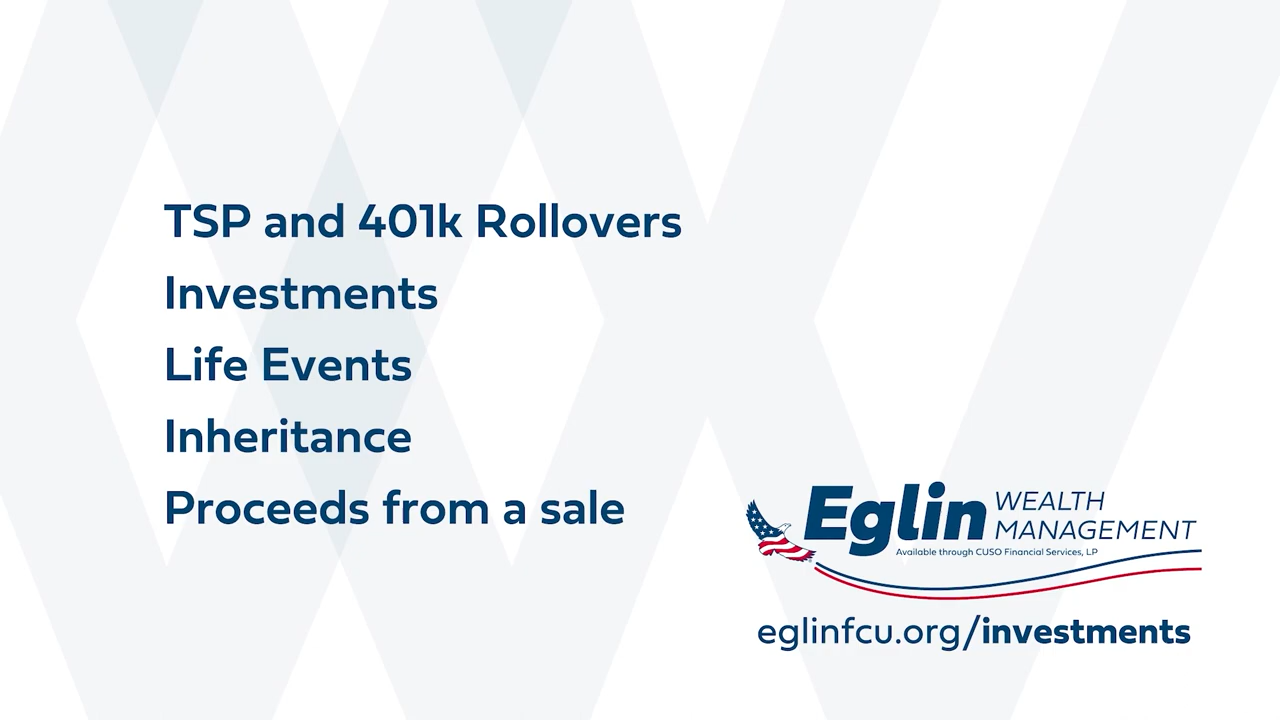 TSP and 401k Rollovers
Investments
Life Events
Inheritance
Proceeds from a sale
Eglin WEALTH
MANAGEMENT
Available through CUSO Financial Services, LP
eglinfcu.org/investments